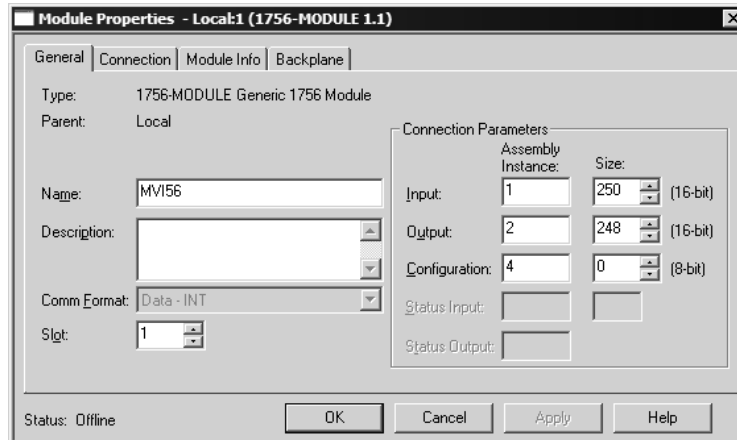 Module Properties - Local:1 (1756-MODULE 1.1)
General Connection Module Info Backplane
Type: 1756-MODULE Generic 1756 Module
Parent: Local
Connection Parameters
Assembly Instance: Size:
Name: MVI56
Input: 1 250 (16-bit)
Description:
Output: 2 248 (16-bit)
Configuration: 4 0 (8-bit)
Comm Format: Data - INT
Status Input:
Slot: 1
Status Output:
Status: Offline
OK Cancel Apply Help